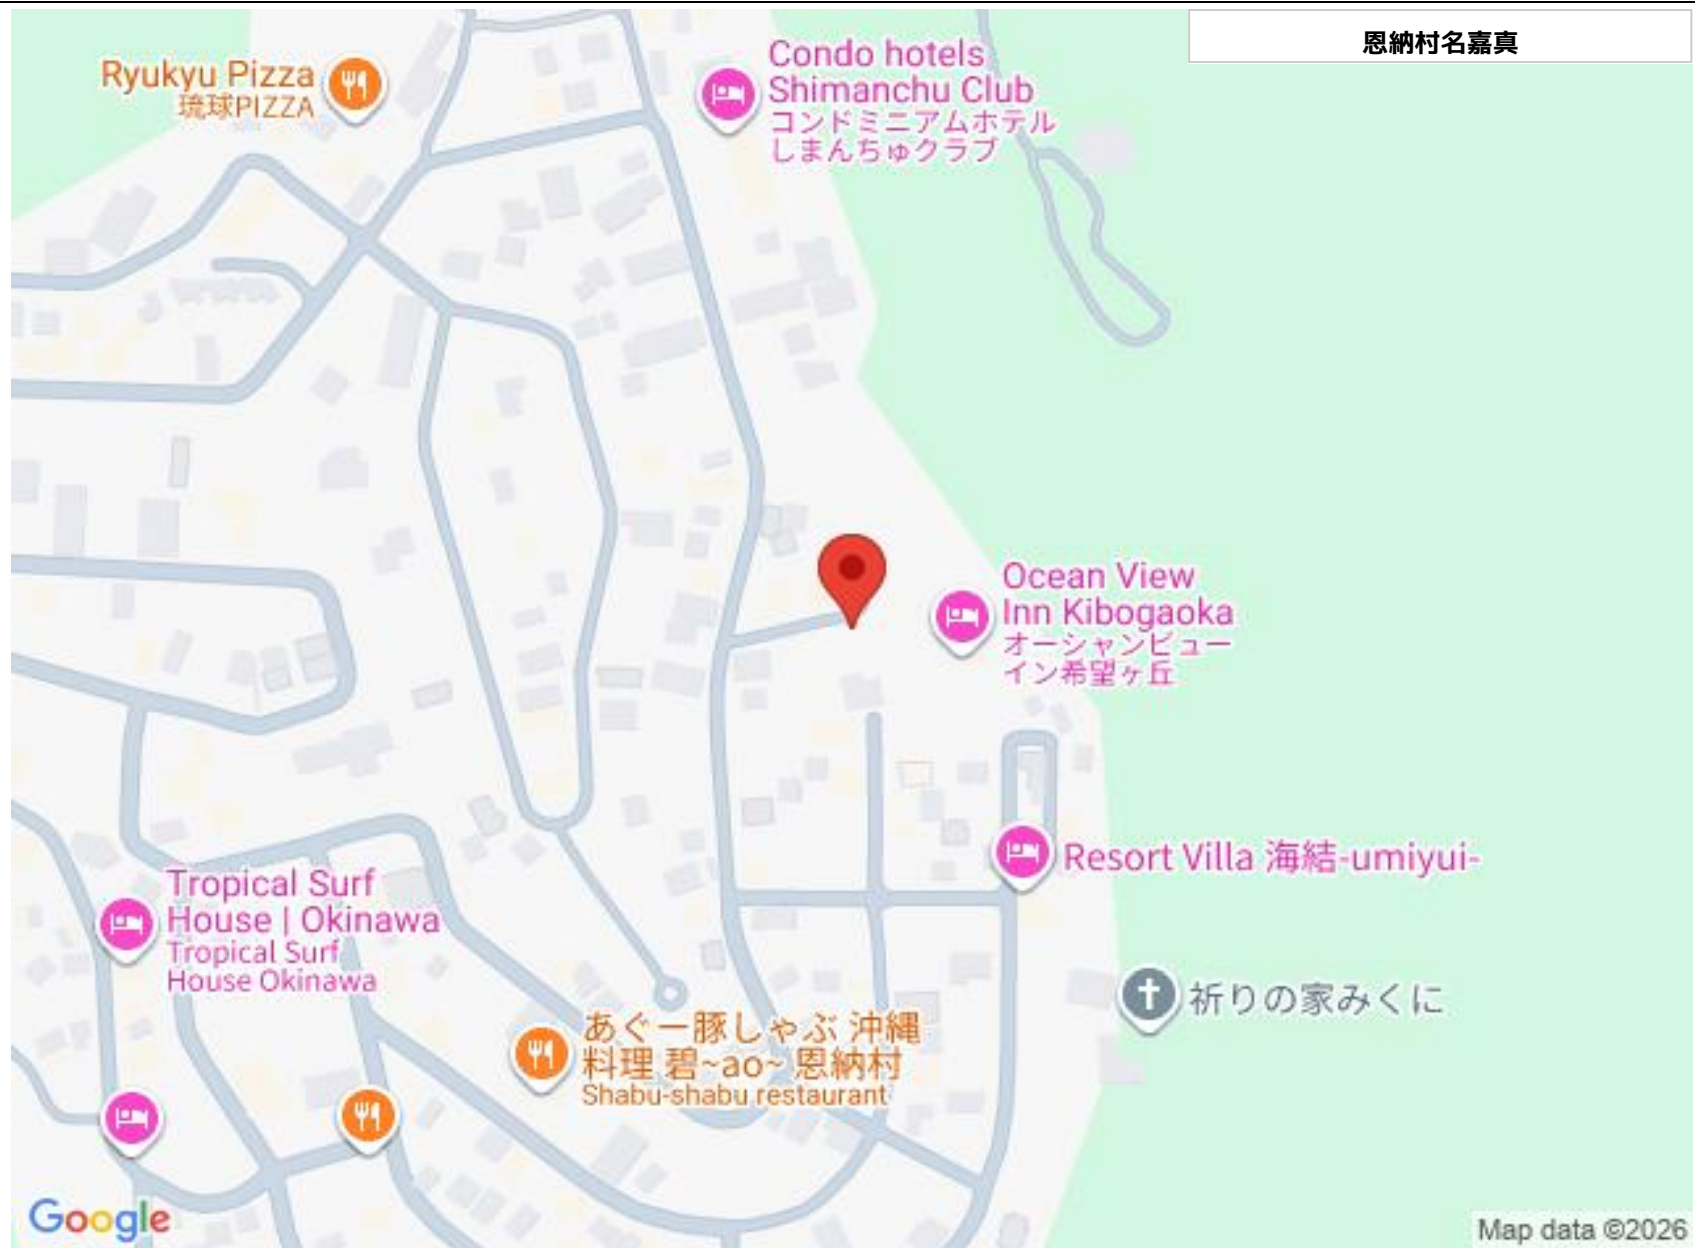 恩納村名嘉真
Ryukyu Pizza
琉球PIZZA
Condo hotels
Shimanchu Club
コンドミニアムホテル
しまんちゅクラブ
Ocean View
Inn Kibogaoka
オーシャンビュー
イン希望ヶ丘
Resort Villa 海結-umiyui-
Tropical Surf
House | Okinawa
Tropical Surf
House Okinawa
祈りの家みくに
あぐー豚しゃぶ 沖縄
料理 碧~ao~ 恩納村
Shabu-shabu restaurant
Google
Map data ©2026